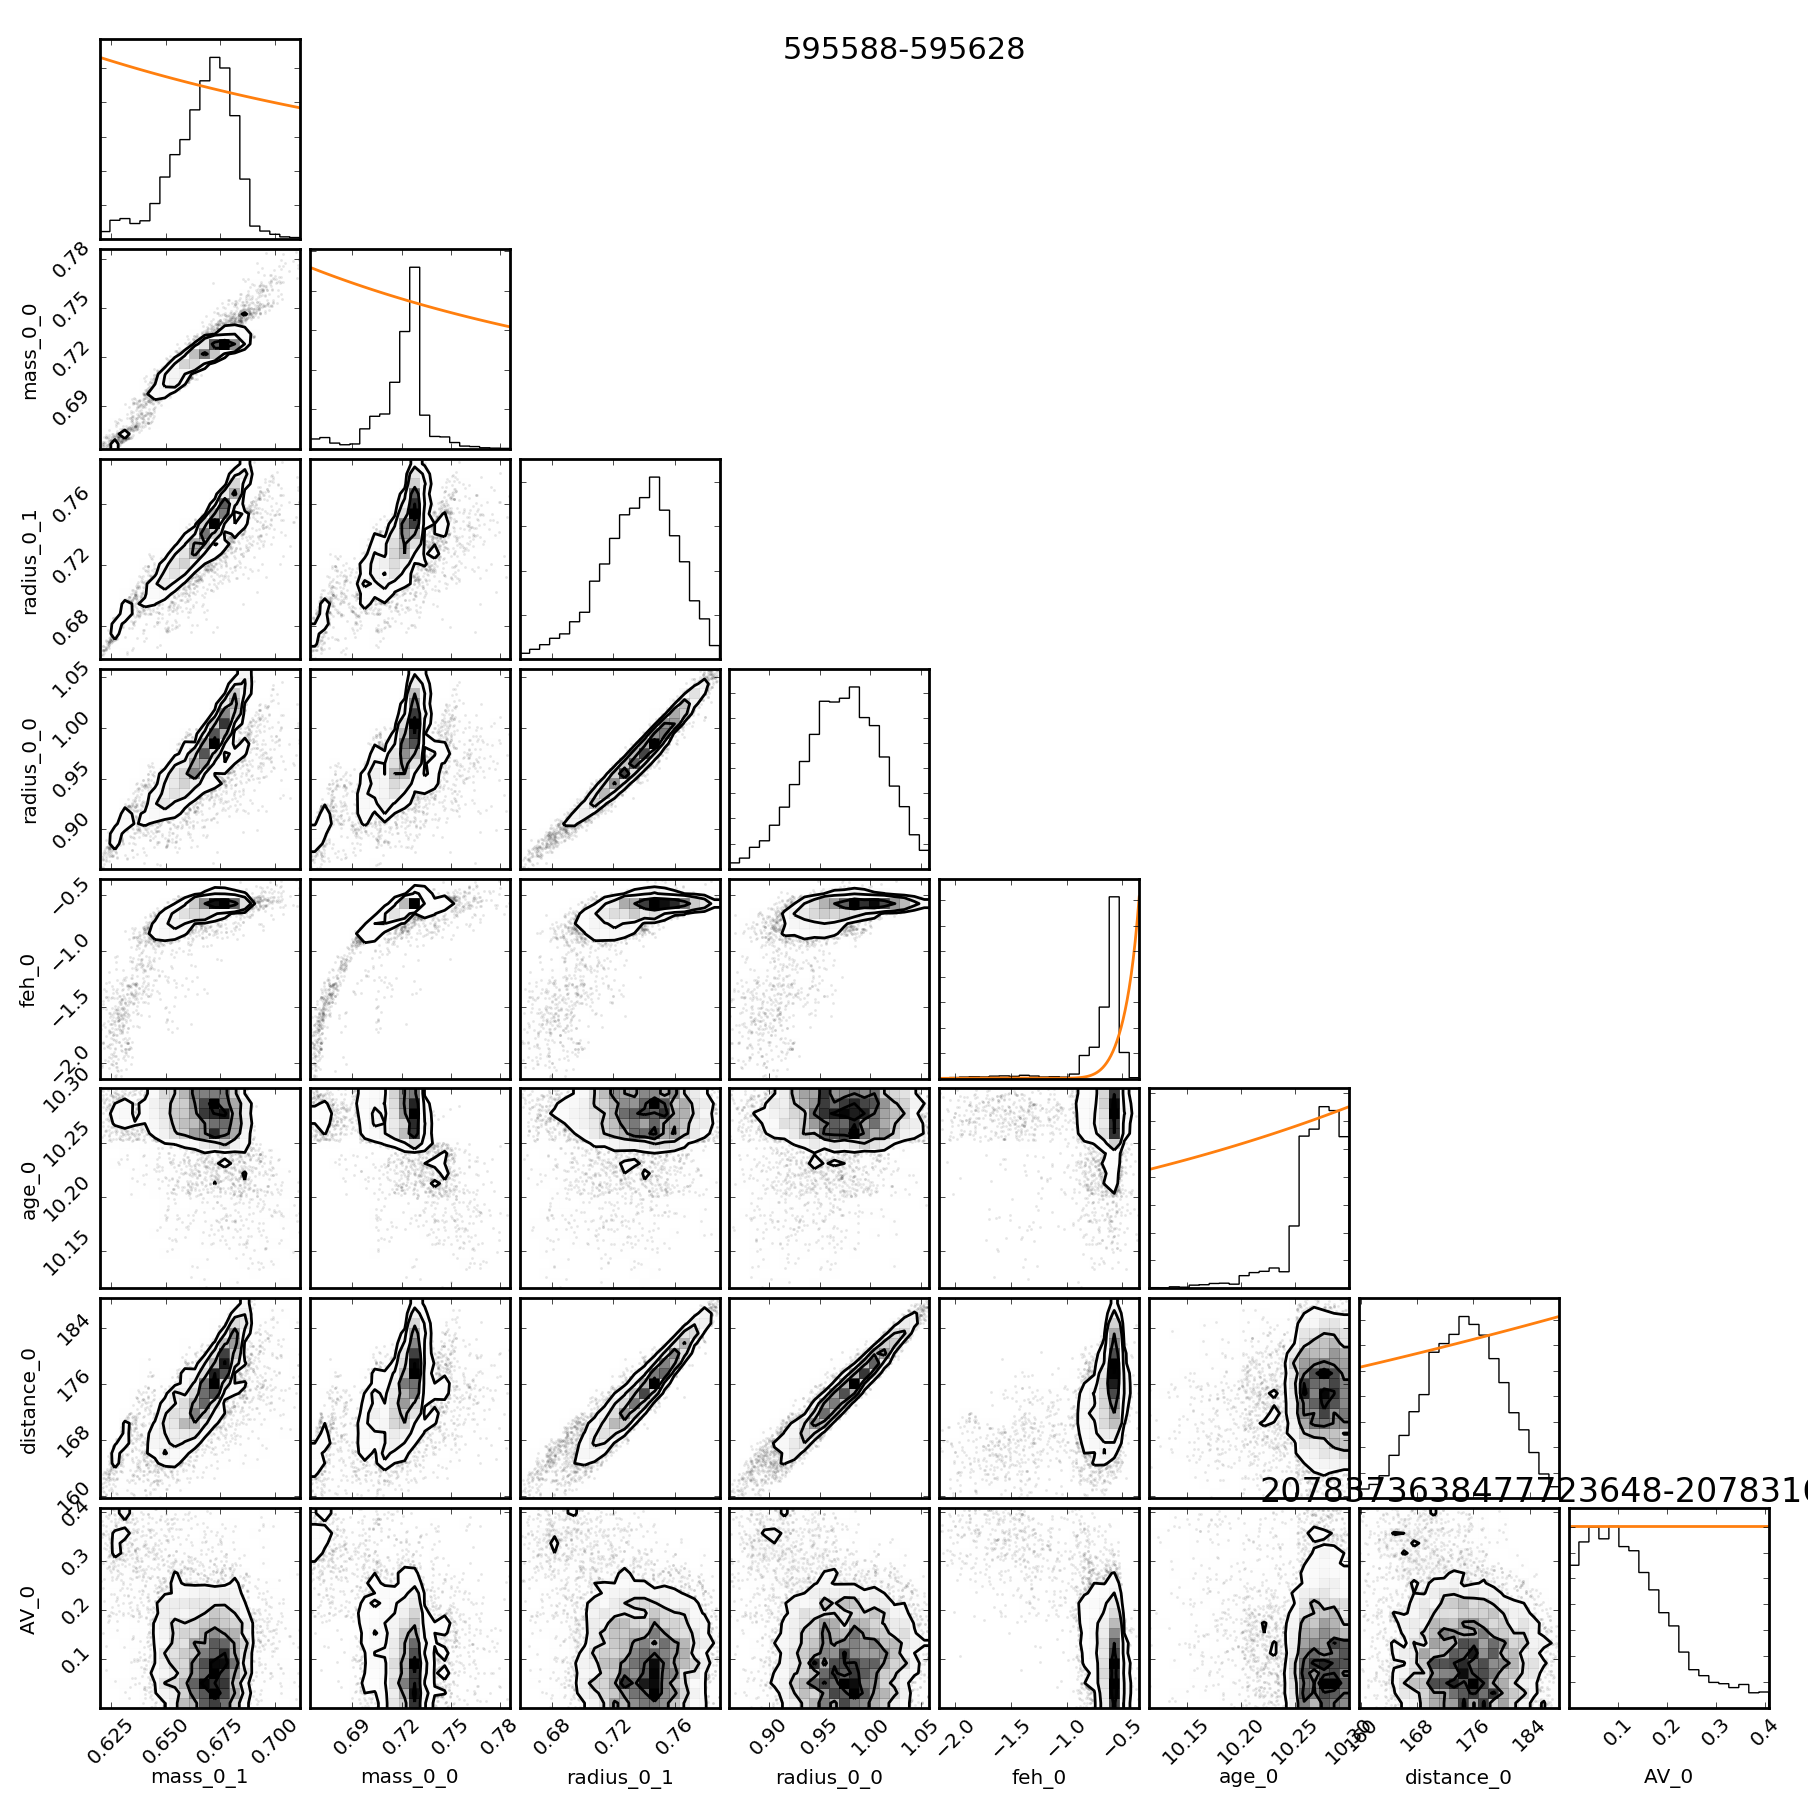 595588-595628
0.78
0.75
0.72
0.69
mass_0_0
0.76
0.72
0.68
radius_0_1
1.05
1.00
0.95
0.90
radius_0_0
−0.5
−1.0
−1.5
−2.0
feh_0
10.30
10.25
10.20
10.15
age_0
184
176
168
160
distance_0
2078373638477723648-2078316
0.4
0.3
0.2
0.1
AV_0
0.625 0.650 0.675 0.700
0.69 0.72 0.75 0.78
0.68 0.72 0.76
0.90 0.95 1.00 1.05
−2.0 −1.5 −1.0 −0.5
10.15 10.20 10.25 10.30
160 168 176 184
0.1 0.2 0.3 0.4
mass_0_1 mass_0_0 radius_0_1 radius_0_0 feh_0 age_0 distance_0 AV_0